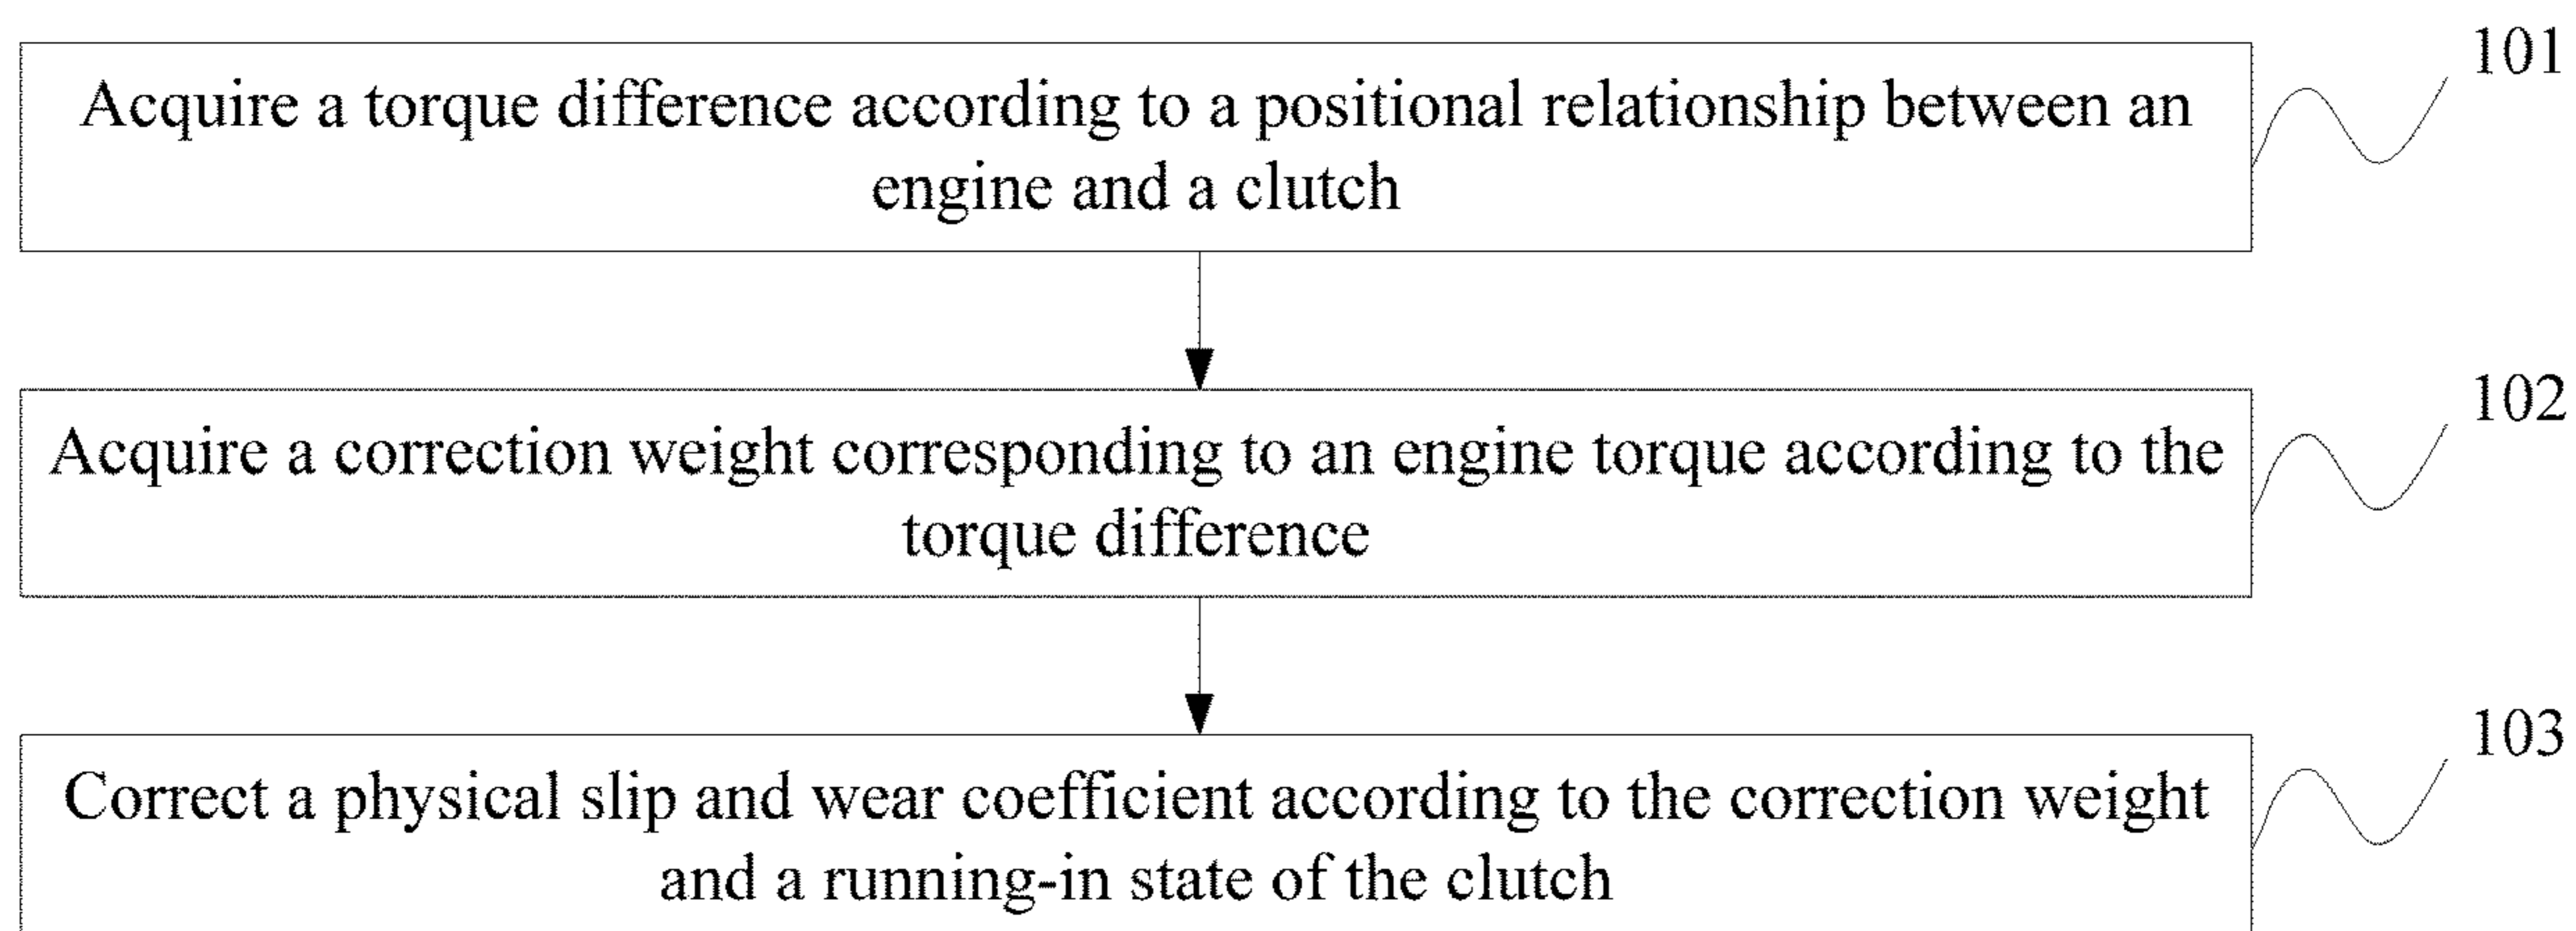 101
Acquire a torque difference according to a positional relationship between an
engine and a clutch
102
Acquire a correction weight corresponding to an engine torque according to the
torque difference
103
Correct a physical slip and wear coefficient according to the correction weight
and a running-in state of the clutch